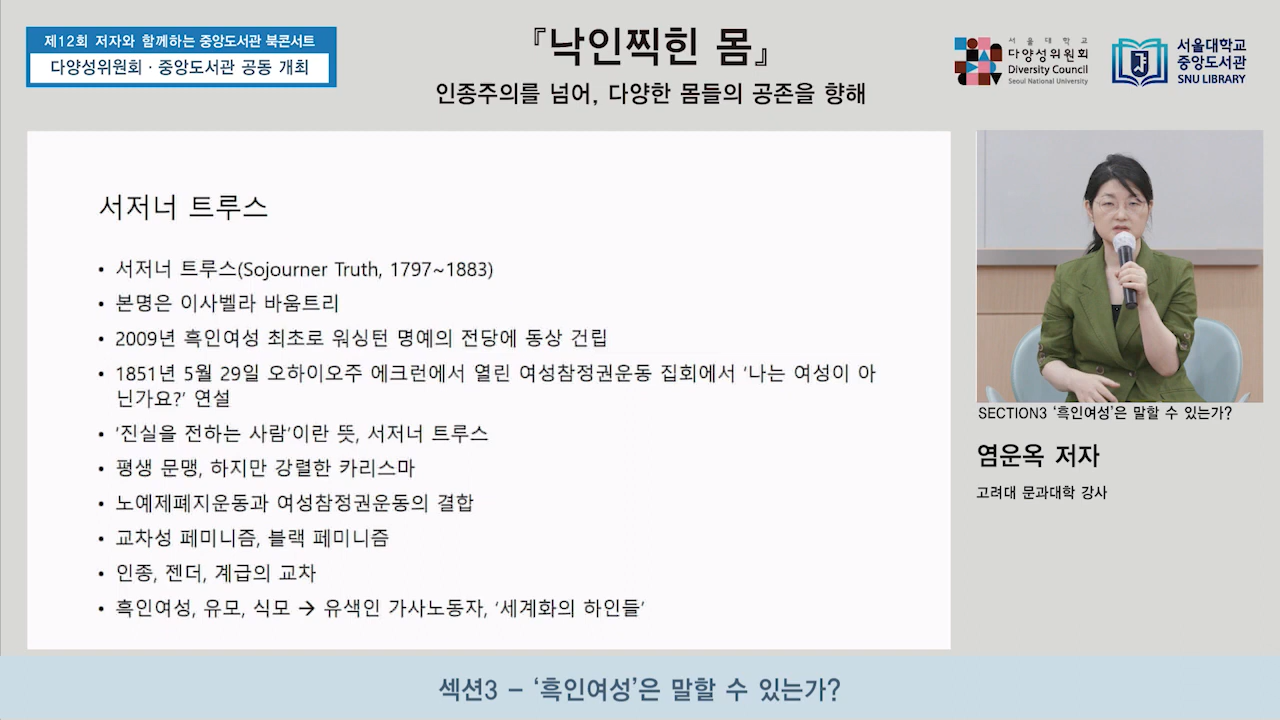 제12회 저자와 함께하는 중앙도서관 북콘서트
다양성위원회 · 중앙도서관 공동 개최
『낙인찍힌 몸』
인종주의를 넘어, 다양한 몸들의 공존을 향해
서울대학교
다양성위원회
Diversity Council
Seoul National University
서울대학교
중앙도서관
SNU LIBRARY
서저너 트루스
• 서저너 트루스(Sojourner Truth, 1797~1883)
• 본명은 이사벨라 바움트리
• 2009년 흑인여성 최초로 워싱턴 명예의 전당에 동상 건립
• 1851년 5월 29일 오하이오주 에크런에서 열린 여성참정권운동 집회에서 ‘나는 여성이 아
닌가요?’ 연설
• ‘진실을 전하는 사람’이란 뜻, 서저너 트루스
• 평생 문맹, 하지만 강렬한 카리스마
• 노예제폐지운동과 여성참정권운동의 결합
• 교차성 페미니즘, 블랙 페미니즘
• 인종, 젠더, 계급의 교차
• 흑인여성, 유모, 식모 → 유색인 가사노동자, ‘세계화의 하인들’
SECTION3 ‘흑인여성’은 말할 수 있는가?
염운옥 저자
고려대 문과대학 강사
섹션3 – ‘흑인여성’은 말할 수 있는가?